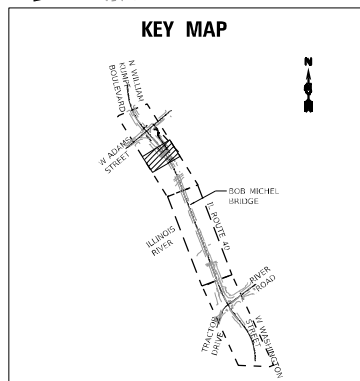 KEY MAP
N
N WILLIAM
KUMPF
BOULEVARD
W ADAMS
STREET
BOB MICHEL
BRIDGE
IL ROUTE 40
ILLINOIS
RIVER
RIVER
ROAD
TRACTOR
DRIVE
W WASHINGTON
STREET